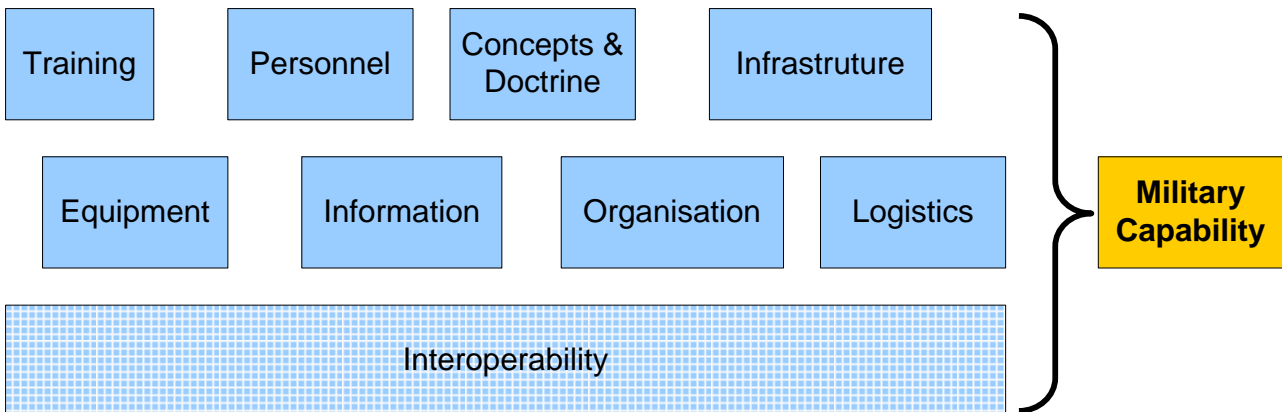 Training
Personnel
Concepts &
Doctrine
Infrastruture
Equipment
Information
Organisation
Logistics
Military
Capability
Interoperability